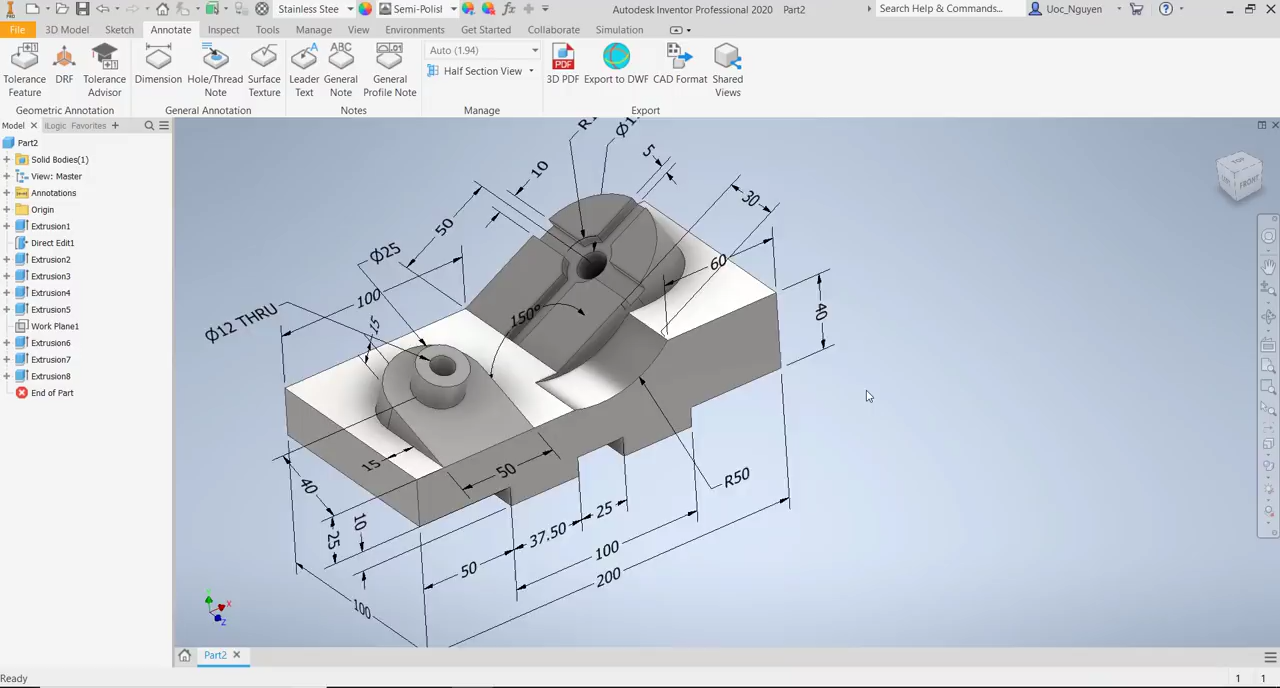 Stainless Stee
Semi-Polisl
Autodesk Inventor Professional 2020 Part2
Search Help & Commands...
Uoc_Nguyen
File
3D Model
Sketch
Annotate
Inspect
Tools
Manage
View
Environments
Get Started
Collaborate
Simulation
Tolerance
Feature
DRF
Tolerance
Advisor
Dimension
Hole/Thread
Note
Surface
Texture
Leader
Text
General
Note
General
Profile Note
Auto (1.94)
Half Section View
3D PDF
Export to DWF
CAD Format
Shared
Views
Geometric Annotation
General Annotation
Notes
Manage
Export
Model
iLogic
Favorites
Part2
Solid Bodies(1)
View: Master
Annotations
Origin
Extrusion1
Direct Edit1
Extrusion2
Extrusion3
Extrusion4
Extrusion5
Work Plane1
Extrusion6
Extrusion7
Extrusion8
End of Part
TOP
FRONT
5
10
30
50
Ø25
60
100
40
Ø12 THRU
150°
15
15
50
R50
40
10
25
37.50
25
50
100
200
100
Part2
Ready
1
1